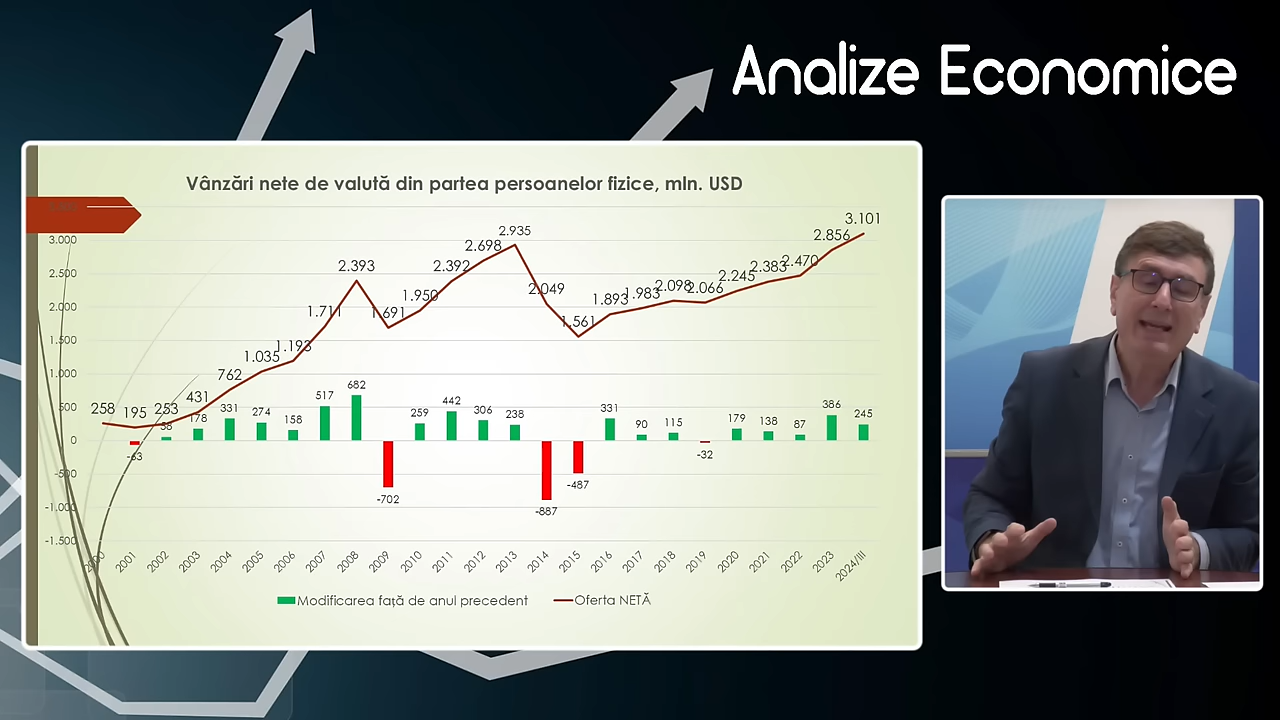 Analize Economice
Vânzări nete de valută din partea persoanelor fizice, mln. USD
3.000
2.500
2.000
1.500
1.000
500
0
-500
-1.000
-1.500
258 195 253 431 762 1.035 1.193 1.711 2.393 1.691 1.950 2.392 2.698 2.935 2.049 1.561 1.893 1.983 2.098 2.066 2.245 2.383 2.470 2.856 3.101
-63 58 178 331 274 158 517 682 -702 259 442 306 238 -887 -487 331 90 115 -32 179 138 87 386 245
2000 2001 2002 2003 2004 2005 2006 2007 2008 2009 2010 2011 2012 2013 2014 2015 2016 2017 2018 2019 2020 2021 2022 2023 2024/III
Modificarea față de anul precedent Oferta NETĂ